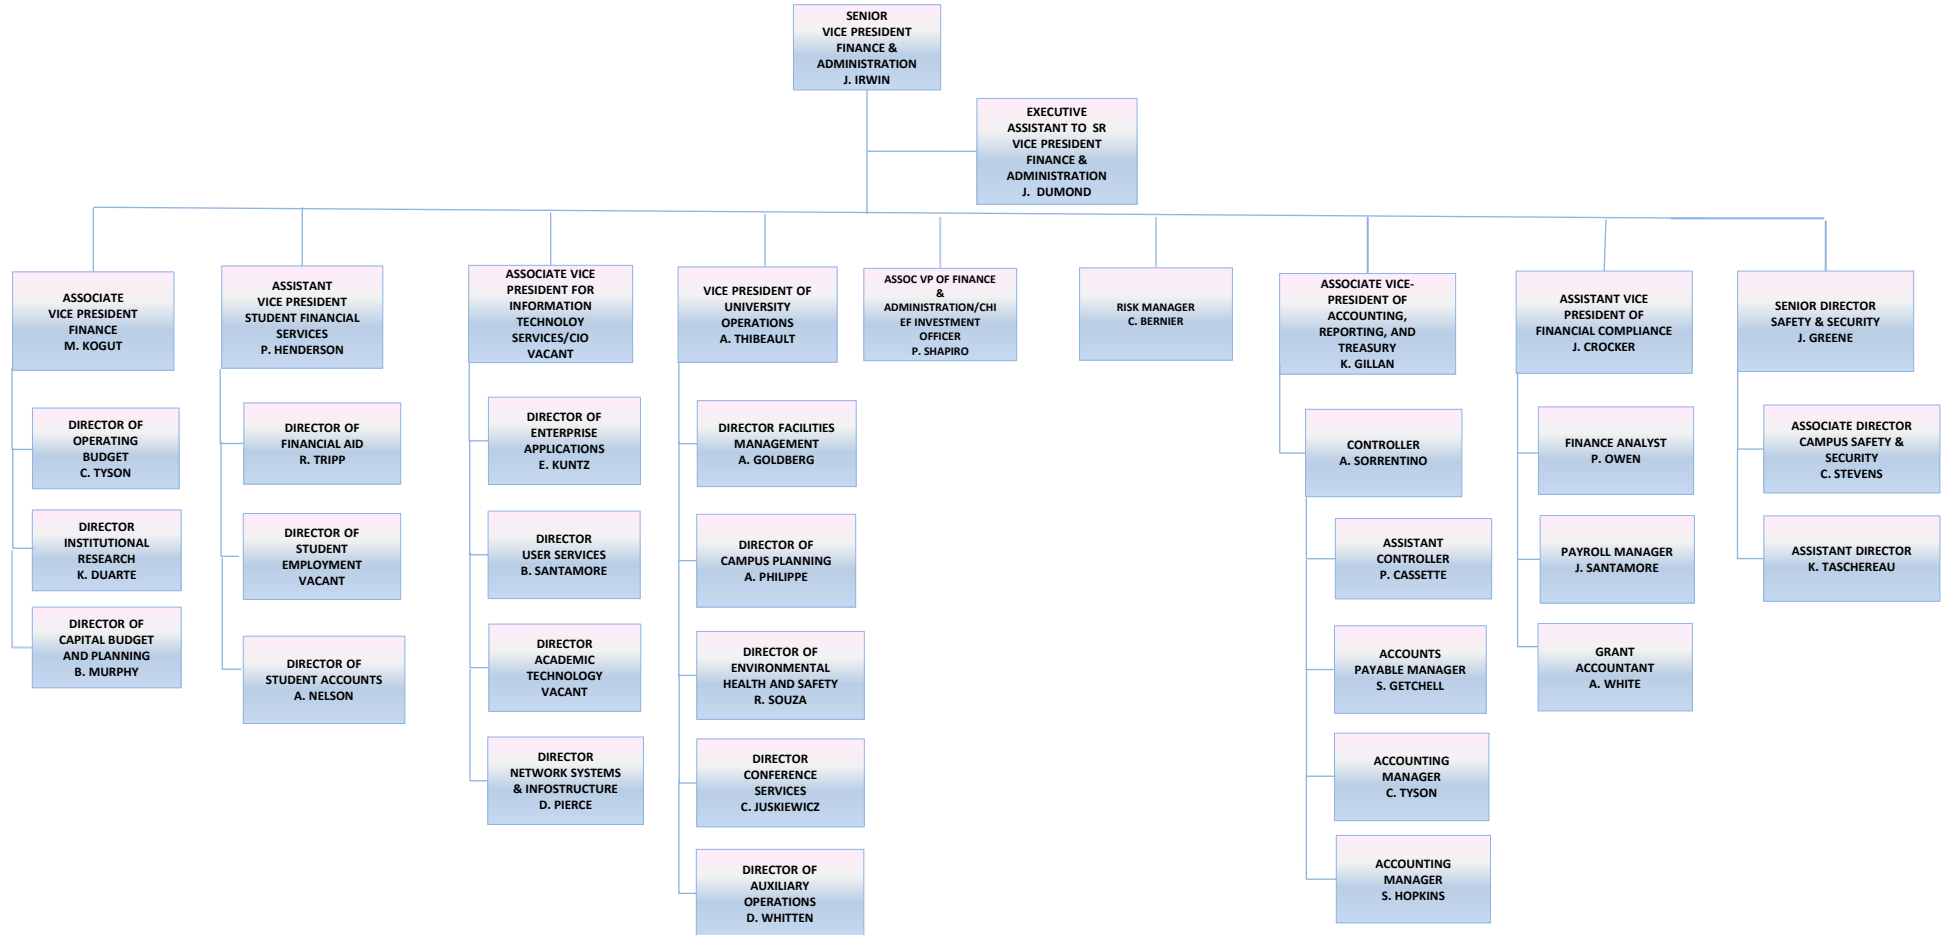 SENIOR
VICE PRESIDENT
FINANCE &
ADMINISTRATION
J. IRWIN
EXECUTIVE
ASSISTANT TO SR
VICE PRESIDENT
FINANCE &
ADMINISTRATION
J. DUMOND
ASSOCIATE
VICE PRESIDENT
FINANCE
M. KOGUT
ASSISTANT
VICE PRESIDENT
STUDENT FINANCIAL
SERVICES
P. HENDERSON
ASSOCIATE VICE
PRESIDENT FOR
INFORMATION
TECHNOLOY
SERVICES/CIO
VACANT
VICE PRESIDENT OF
UNIVERSITY
OPERATIONS
A. THIBEAULT
ASSOC VP OF FINANCE
&
ADMINISTRATION/CHI
EF INVESTMENT
OFFICER
P. SHAPIRO
RISK MANAGER
C. BERNIER
ASSOCIATE VICE-
PRESIDENT OF
ACCOUNTING,
REPORTING, AND
TREASURY
K. GILLAN
ASSISTANT VICE
PRESIDENT OF
FINANCIAL COMPLIANCE
J. CROCKER
SENIOR DIRECTOR
SAFETY & SECURITY
J. GREENE
DIRECTOR OF
OPERATING
BUDGET
C. TYSON
DIRECTOR
INSTITUTIONAL
RESEARCH
K. DUARTE
DIRECTOR OF
CAPITAL BUDGET
AND PLANNING
B. MURPHY
DIRECTOR OF
FINANCIAL AID
R. TRIPP
DIRECTOR OF
STUDENT
EMPLOYMENT
VACANT
DIRECTOR OF
STUDENT ACCOUNTS
A. NELSON
DIRECTOR OF
ENTERPRISE
APPLICATIONS
E. KUNTZ
DIRECTOR
USER SERVICES
B. SANTAMORE
DIRECTOR
ACADEMIC
TECHNOLOGY
VACANT
DIRECTOR
NETWORK SYSTEMS
& INFOSTRUCTURE
D. PIERCE
DIRECTOR FACILITIES
MANAGEMENT
A. GOLDBERG
DIRECTOR OF
CAMPUS PLANNING
A. PHILIPPE
DIRECTOR OF
ENVIRONMENTAL
HEALTH AND SAFETY
R. SOUZA
DIRECTOR
CONFERENCE
SERVICES
C. JUSKIEWICZ
DIRECTOR OF
AUXILIARY
OPERATIONS
D. WHITTEN
CONTROLLER
A. SORRENTINO
ASSISTANT
CONTROLLER
P. CASSETTE
ACCOUNTS
PAYABLE MANAGER
S. GETCHELL
ACCOUNTING
MANAGER
C. TYSON
ACCOUNTING
MANAGER
S. HOPKINS
FINANCE ANALYST
P. OWEN
PAYROLL MANAGER
J. SANTAMORE
GRANT
ACCOUNTANT
A. WHITE
ASSOCIATE DIRECTOR
CAMPUS SAFETY &
SECURITY
C. STEVENS
ASSISTANT DIRECTOR
K. TASCHEREAU